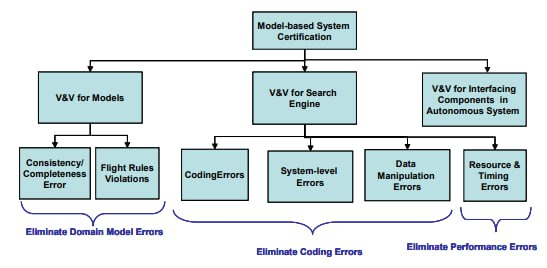 Model-based System
Certification
V&V for Models
V&V for Search
Engine
V&V for Interfacing
Components in
Autonomous System
Consistency/
Completeness
Error
Flight Rules
Violations
CodingErrors
System-level
Errors
Data
Manipulation
Errors
Resource &
Timing
Errors
Eliminate Domain Model Errors
Eliminate Coding Errors
Eliminate Performance Errors